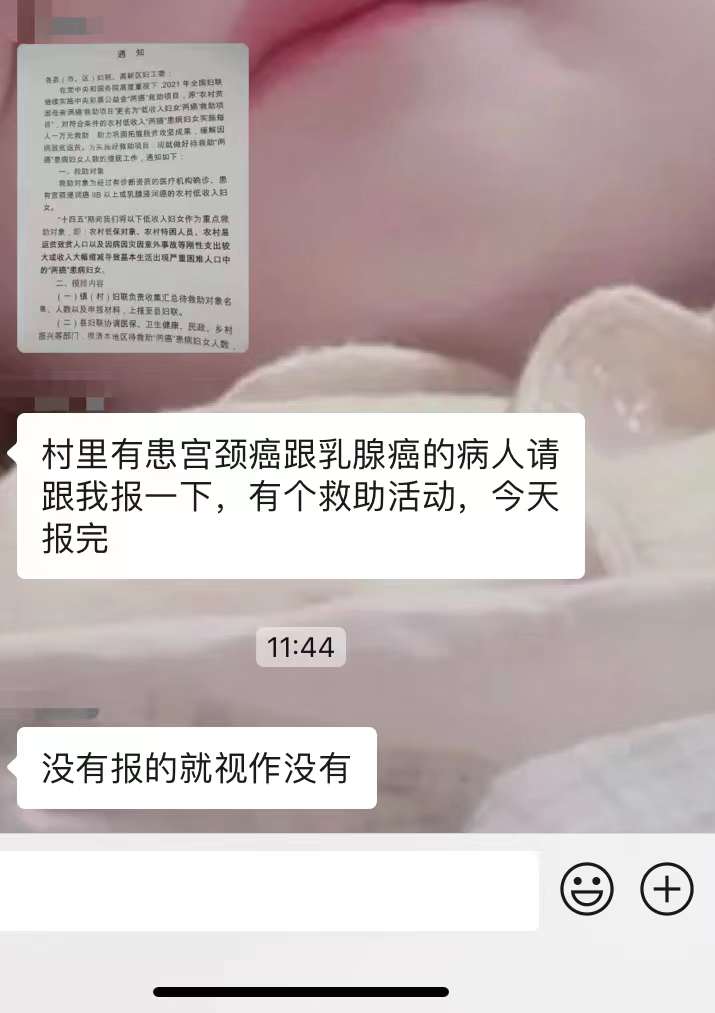 通 知
各县（市、区）妇联、高新区妇工委：
在党中央和国务院高度重视下，2021年全国妇联
继续实施中央彩票公益金“两癌”救助项目，原“农村贫
困母亲‘两癌’救助项目”更名为“低收入妇女‘两癌’救助项
目”，对符合条件的农村低收入“两癌”患病妇女实施每
人一万元救助，助力巩固拓展脱贫攻坚成果，缓解因
病致贫返贫。为实施好救助项目，现就做好待救助“两
癌”患病妇女人数的摸底工作，通知如下：
一、救助对象
救助对象为经过有诊断资质的医疗机构确诊，患
有宫颈浸润癌 IIB 以上或乳腺浸润癌的农村低收入妇
女。
“十四五”期间我们将以下低收入妇女作为重点救
助对象，即：农村低保对象、农村特困人员、农村易
返贫致贫人口以及因病因灾因意外事故等刚性支出较
大或收入大幅缩减导致基本生活出现严重困难人口中
的“两癌”患病妇女。
二、摸排内容
（一）镇（村）妇联负责收集汇总待救助对象名
单、人数以及申报材料，上报至县妇联。
（二）县妇联协调医保、卫生健康、民政、乡村
振兴等部门，摸清本地区待救助“两癌”患病妇女人数，
村里有患宫颈癌跟乳腺癌的病人请
跟我报一下，有个救助活动，今天
报完
11:44
没有报的就视作没有